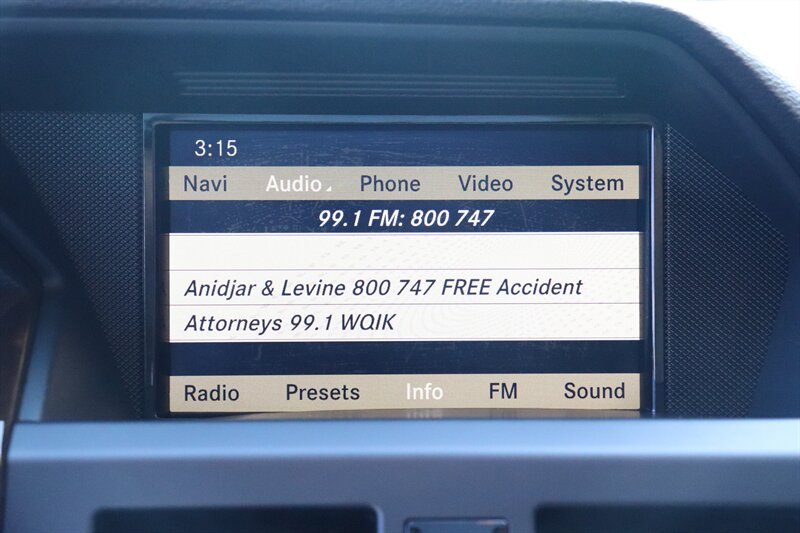 3:15
Navi Audio Phone Video System
99.1 FM: 800 747
Anidjar & Levine 800 747 FREE Accident
Attorneys 99.1 WQIK
Radio Presets Info FM Sound